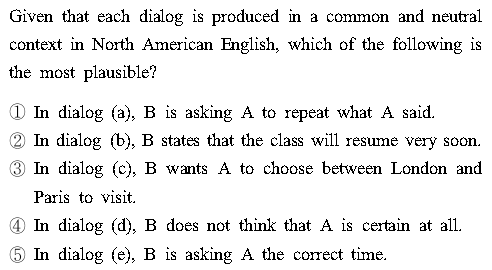 Given that each dialog is produced in a common and neutral
context in North American English, which of the following is
the most plausible?
① In dialog (a), B is asking A to repeat what A said.
② In dialog (b), B states that the class will resume very soon.
③ In dialog (c), B wants A to choose between London and
Paris to visit.
④ In dialog (d), B does not think that A is certain at all.
⑤ In dialog (e), B is asking A the correct time.